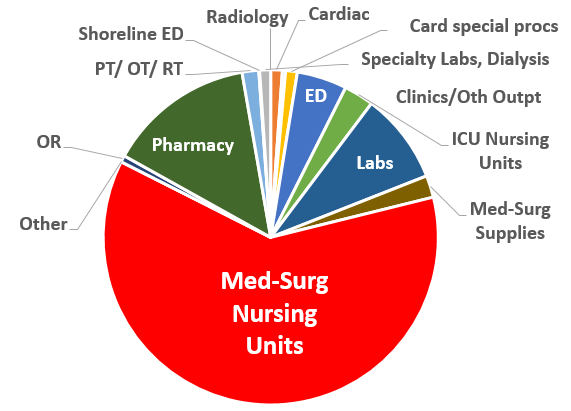 Radiology
Cardiac
Card special procs
Shoreline ED
Specialty Labs, Dialysis
PT/ OT/ RT
ED
Clinics/Oth Outpt
Pharmacy
ICU Nursing
Units
OR
Labs
Med-Surg
Supplies
Other
Med-Surg
Nursing
Units